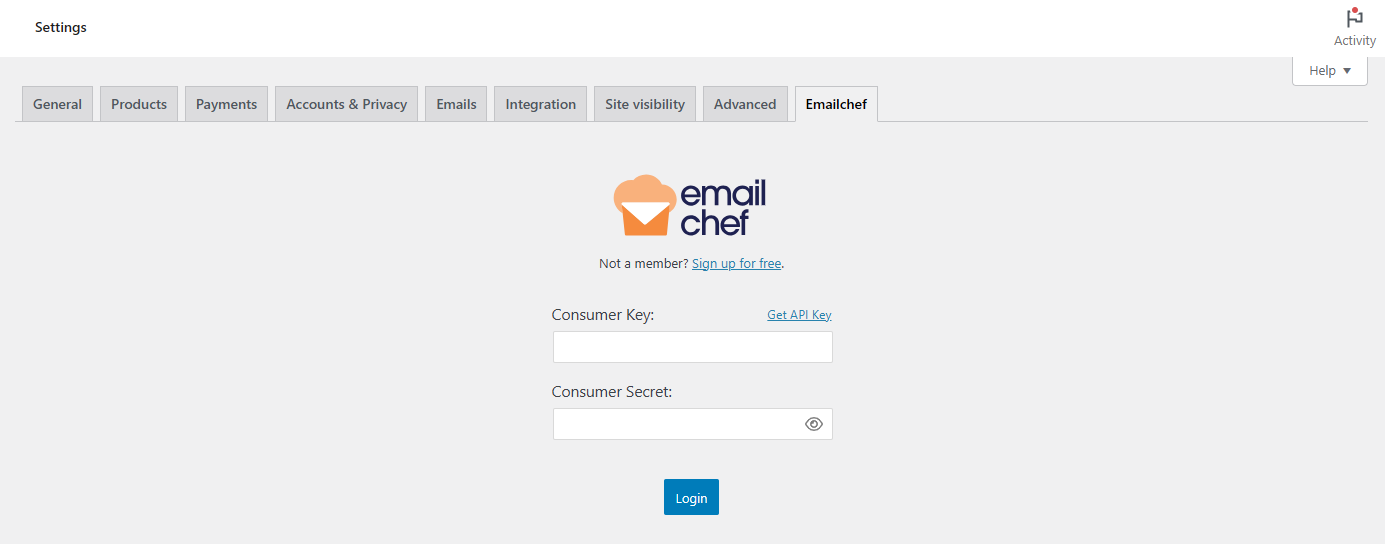 Settings
Activity
Help
General Products Payments Accounts & Privacy Emails Integration Site visibility Advanced Emailchef
email
chef
Not a member? Sign up for free.
Consumer Key: Get API Key
Consumer Secret:
Login